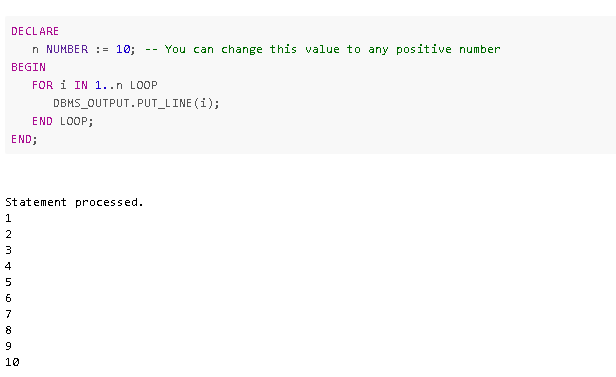 DECLARE
   n NUMBER := 10; -- You can change this value to any positive number
BEGIN
   FOR i IN 1..n LOOP
      DBMS_OUTPUT.PUT_LINE(i);
   END LOOP;
END;
Statement processed.
1
2
3
4
5
6
7
8
9
10